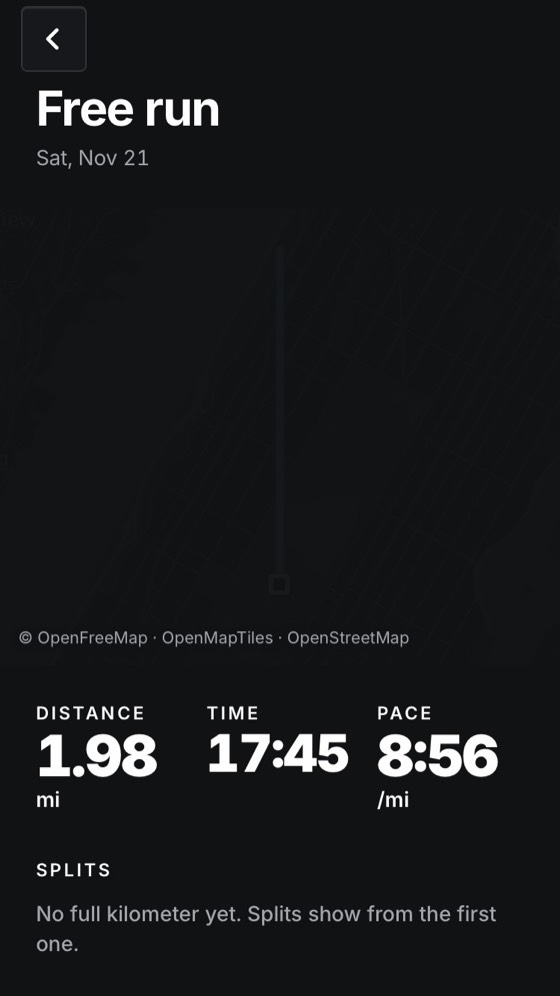 Free run
Sat, Nov 21
© OpenFreeMap · OpenMapTiles · OpenStreetMap
DISTANCE TIME PACE
1.98 17:45 8:56
mi /mi
SPLITS
No full kilometer yet. Splits show from the first
one.